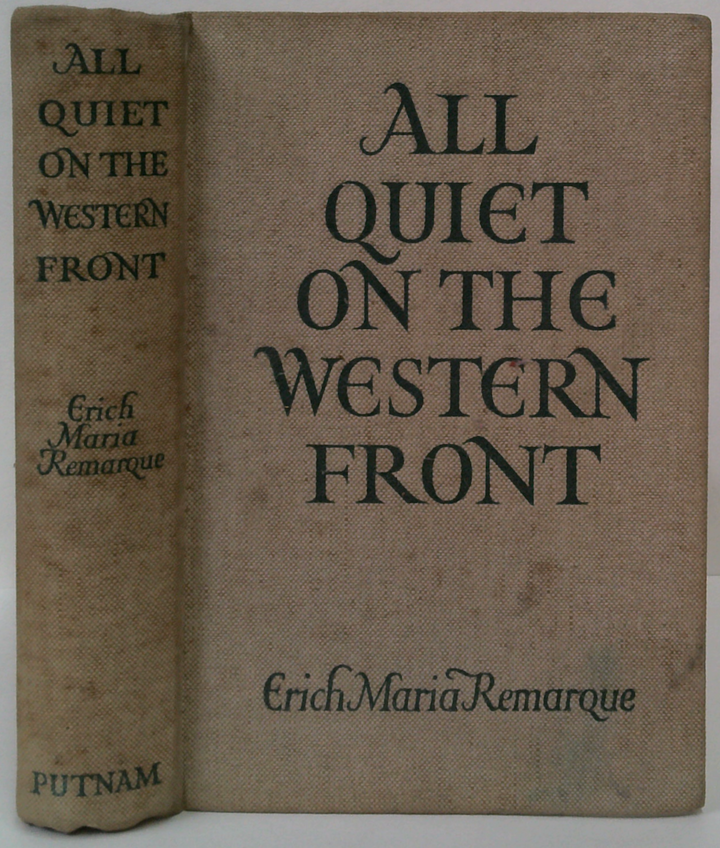 ALL
QUIET
ON THE
WESTERN
FRONT
Erich
Maria
Remarque
PUTNAM
ALL
QUIET
ON THE
WESTERN
FRONT
Erich Maria Remarque